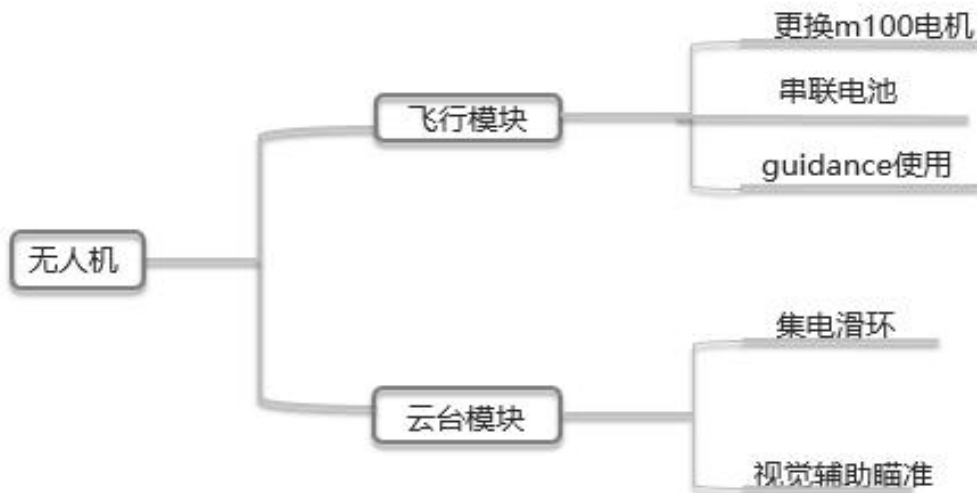 更换m100电机
飞行模块
串联电池
guidance使用
无人机
集电滑环
云台模块
视觉辅助瞄准